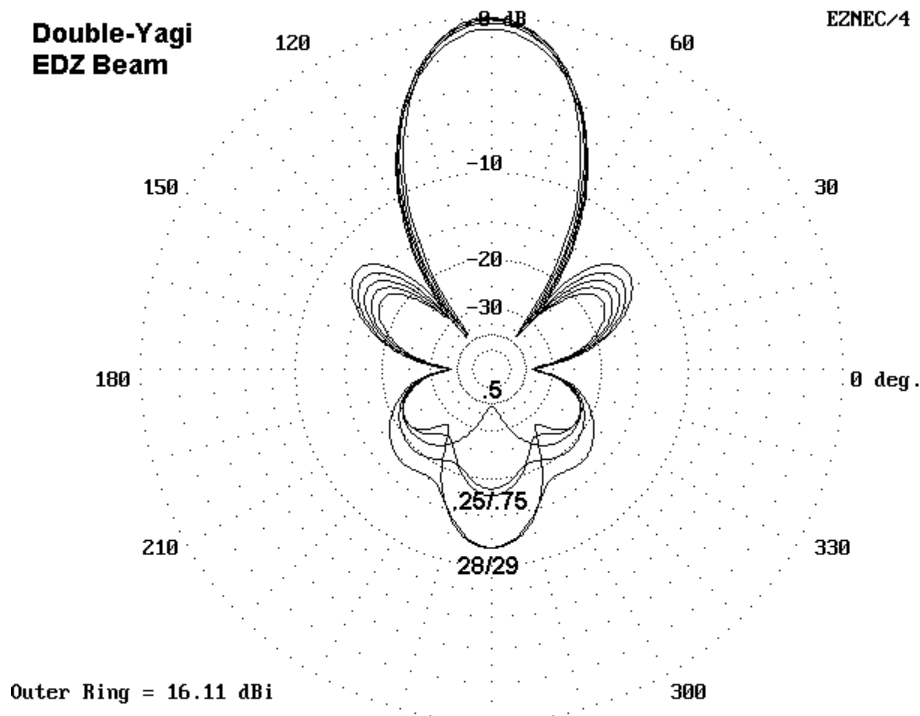 Double-Yagi
EDZ Beam
0 dB
EZNEC/4
120
60
-10
150
30
-20
-30
180
0 deg.
.5
.25/.75
210
330
28/29
Outer Ring = 16.11 dBi
300